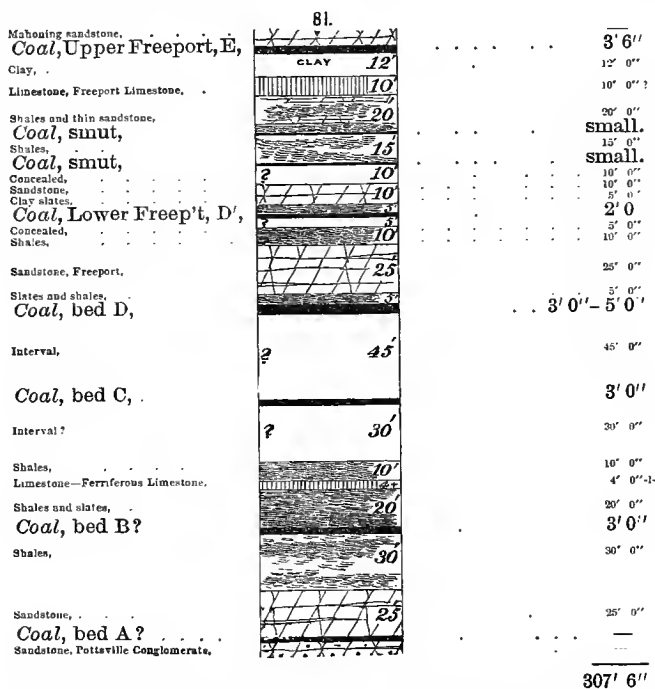 81.
Mahoning sandstone, —
Coal, Upper Freeport, E, CLAY 3' 6"
Clay, . 12' 12' 0"
Limestone, Freeport Limestone, . 10' 10' 0"?
Shales and thin sandstone, 20' 20' 0"
Coal, smut, small.
Shales, . . 15' 15' 0"
Coal, smut, small.
Concealed, . . . . . ? 10' 10' 0"
Sandstone, . . . . . 10' 10' 0"
Clay slates, . . . . 5' 5' 0"
Coal, Lower Freep't, D', 2' 0
Concealed, . . . . ? 5' 5' 0"
Shales, . . . . . 10' 10' 0"
Sandstone, Freeport, 25' 25' 0"
Slates and shales, . 5' 5' 0"
Coal, bed D, . . 3' 0"–5' 0"
Interval, ? 45' 45' 0"
Coal, bed C, . 3' 0"
Interval? ? 30' 30' 0"
Shales, . . . . 10' 10' 0"
Limestone—Ferriferous Limestone, 4+ 4' 0"+
Shales and slates, . 20' 20' 0"
Coal, bed B? . 3' 0"
Shales, 30' 30' 0"
Sandstone, . . . 25' 25' 0"
Coal, bed A? . . . . —
Sandstone, Pottsville Conglomerate, —
307' 6"